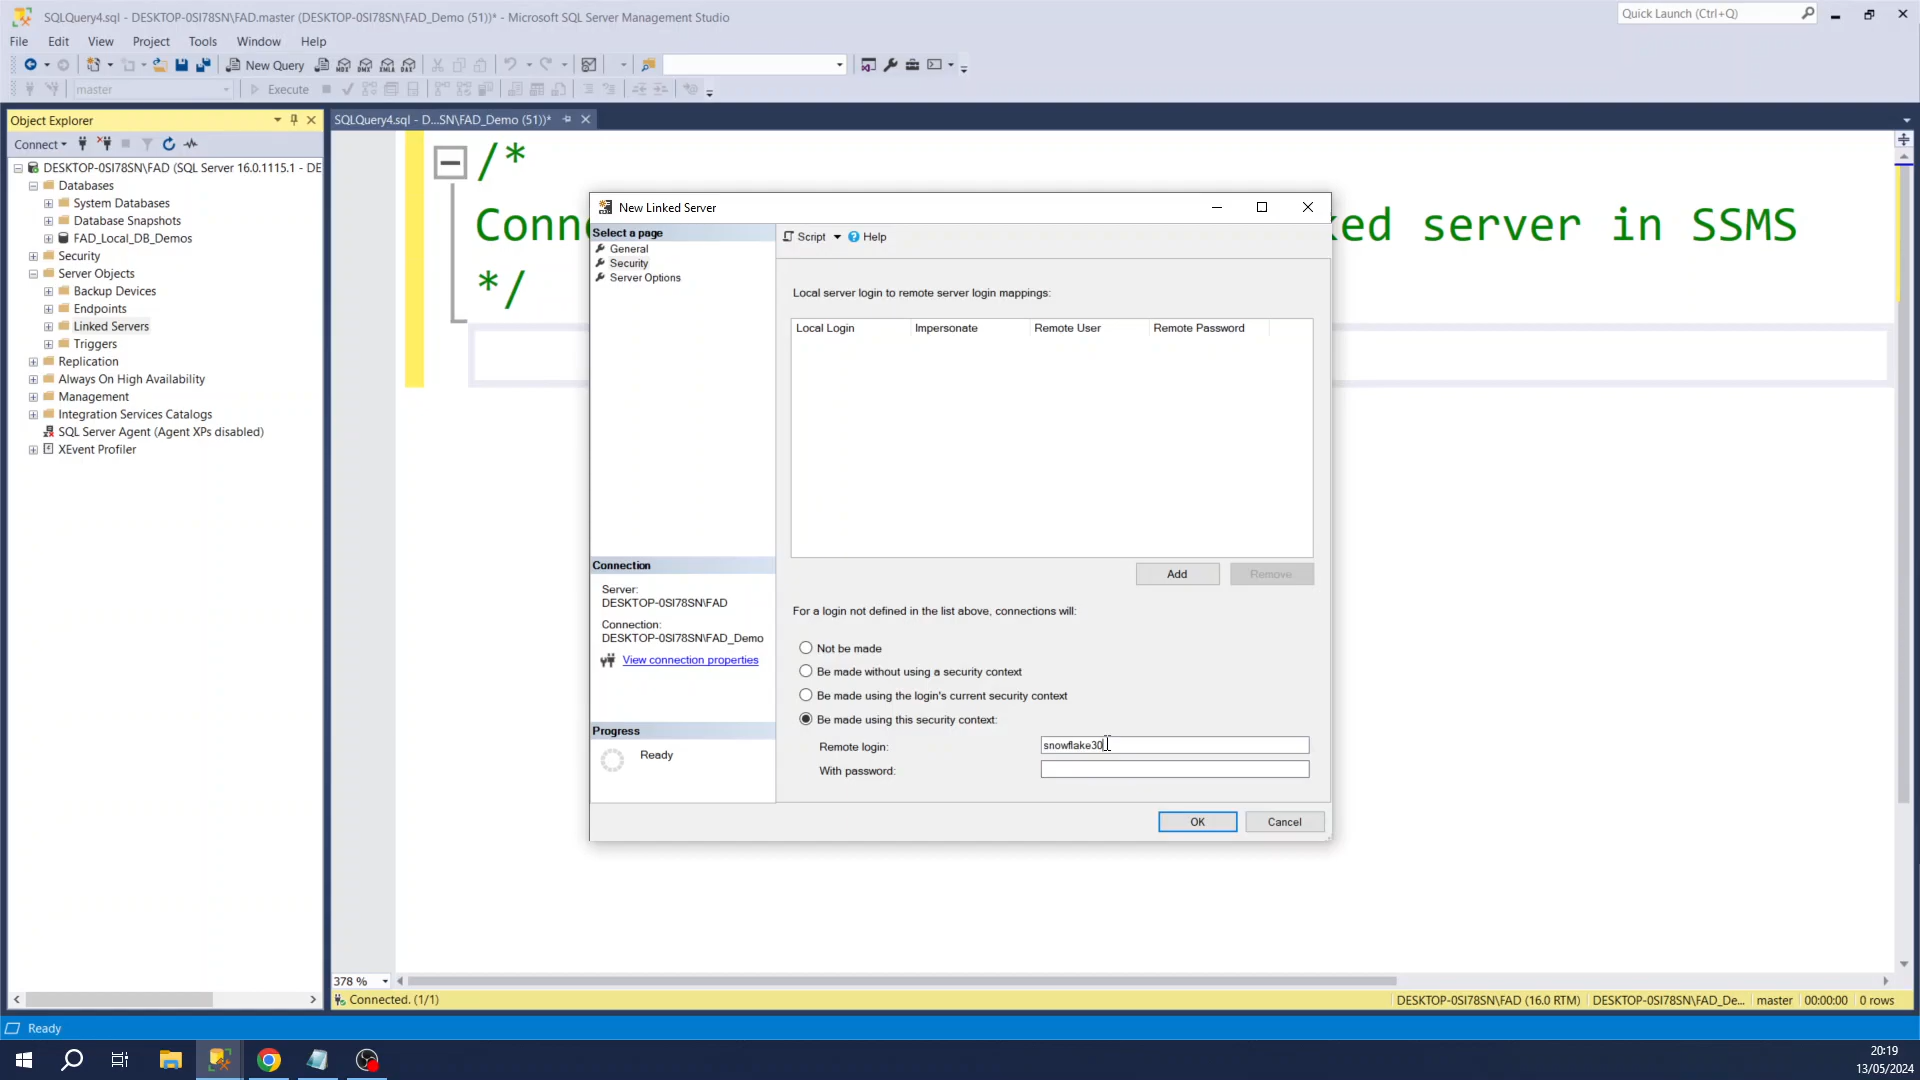 SQLQuery4.sql - DESKTOP-0SI78SN\FAD.master (DESKTOP-0SI78SN\FAD_Demo (51))* - Microsoft SQL Server Management Studio
Quick Launch (Ctrl+Q)
File Edit View Project Tools Window Help
New Query
MDX DMX XMLA DAX
master
Execute
Object Explorer
SQLQuery4.sql - D...SN\FAD_Demo (51))*
Connect
DESKTOP-0SI78SN\FAD (SQL Server 16.0.1115.1 - DE
Databases
System Databases
Database Snapshots
FAD_Local_DB_Demos
Security
Server Objects
Backup Devices
Endpoints
Linked Servers
Triggers
Replication
Always On High Availability
Management
Integration Services Catalogs
SQL Server Agent (Agent XPs disabled)
XEvent Profiler
/*
Conn
ked server in SSMS
*/
New Linked Server
Select a page
General
Security
Server Options
Script Help
Local server login to remote server login mappings:
Local Login Impersonate Remote User Remote Password
Add Remove
Connection
Server:
DESKTOP-0SI78SN\FAD
Connection:
DESKTOP-0SI78SN\FAD_Demo
View connection properties
Progress
Ready
For a login not defined in the list above, connections will:
Not be made
Be made without using a security context
Be made using the login's current security context
Be made using this security context:
Remote login: snowflake30
With password:
OK Cancel
378 %
Connected. (1/1)
DESKTOP-0SI78SN\FAD (16.0 RTM) DESKTOP-0SI78SN\FAD_De... master 00:00:00 0 rows
Ready
20:19
13/05/2024